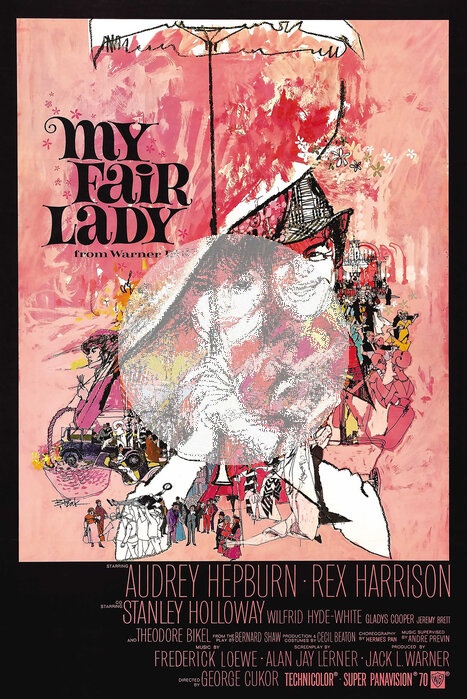 MY
FAIR
LADY
from Warner
STARRING AUDREY HEPBURN · REX HARRISON
CO STARRING STANLEY HOLLOWAY WILFRID HYDE-WHITE GLADYS COOPER JEREMY BRETT
AND THEODORE BIKEL FROM THE PLAY BY BERNARD SHAW PRODUCTION & COSTUMES BY CECIL BEATON CHOREOGRAPHY BY HERMES PAN MUSIC SUPERVISED BY ANDRE PREVIN
MUSIC BY FREDERICK LOEWE · SCREENPLAY BY ALAN JAY LERNER · PRODUCED BY JACK L. WARNER
DIRECTED BY GEORGE CUKOR TECHNICOLOR® SUPER PANAVISION® 70 WB